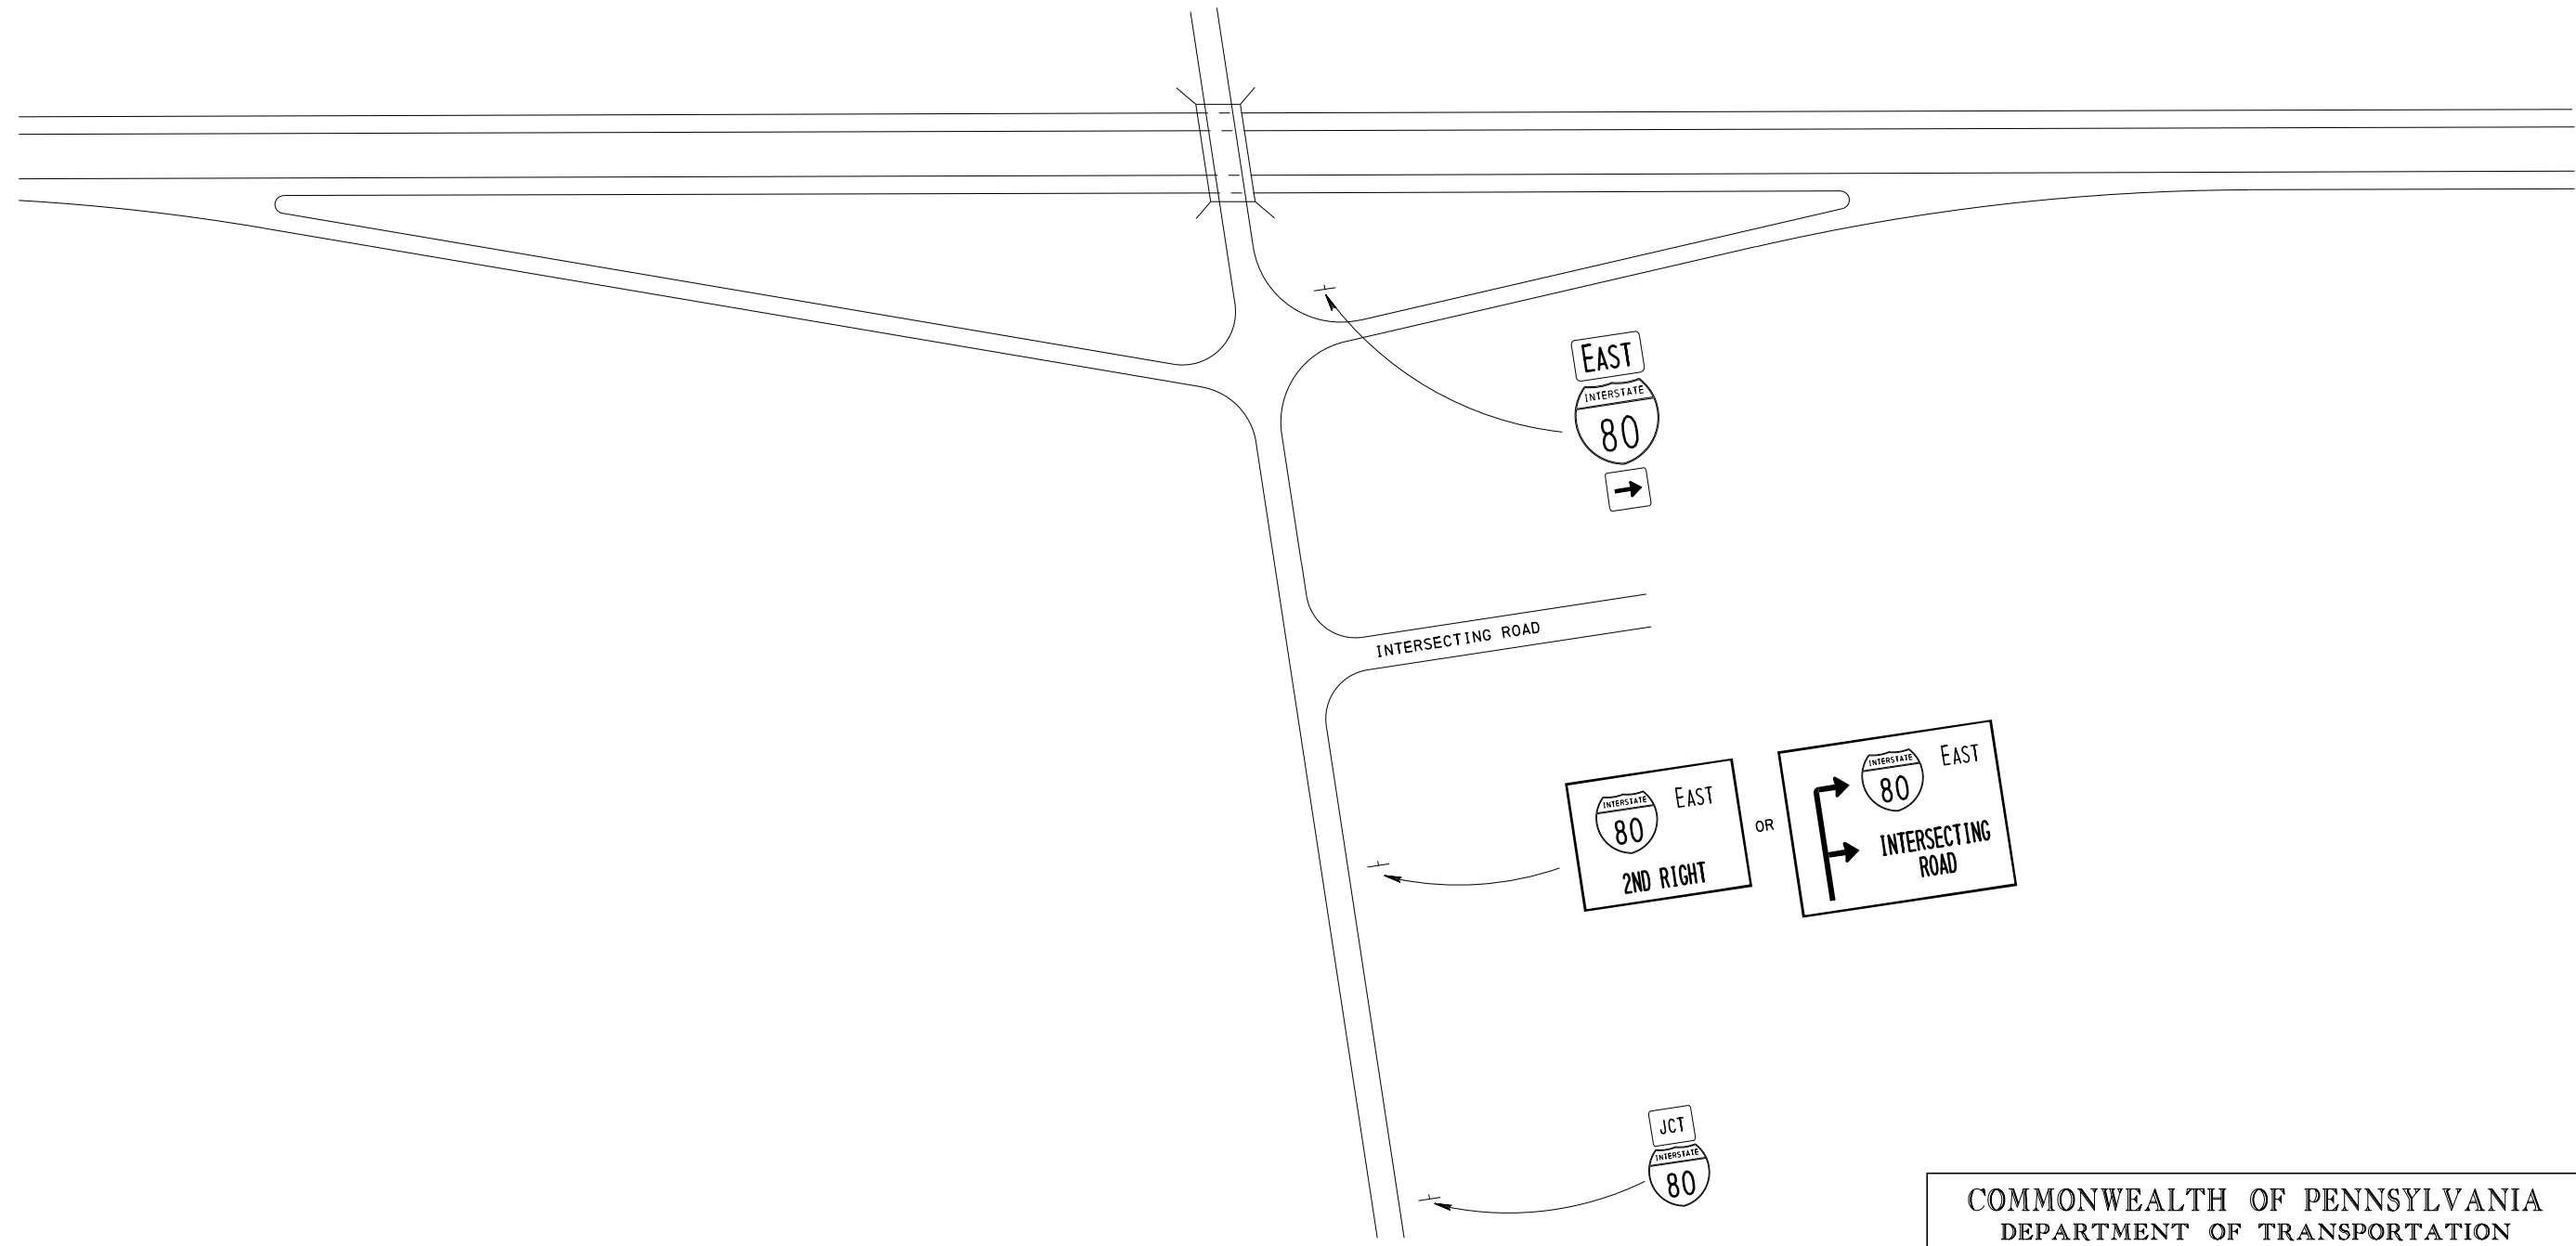 EAST
INTERSTATE
80
INTERSECTING ROAD
INTERSTATE
80
EAST
2ND RIGHT
OR
INTERSTATE
80
EAST
INTERSECTING
ROAD
JCT
INTERSTATE
80
COMMONWEALTH OF PENNSYLVANIA
DEPARTMENT OF TRANSPORTATION